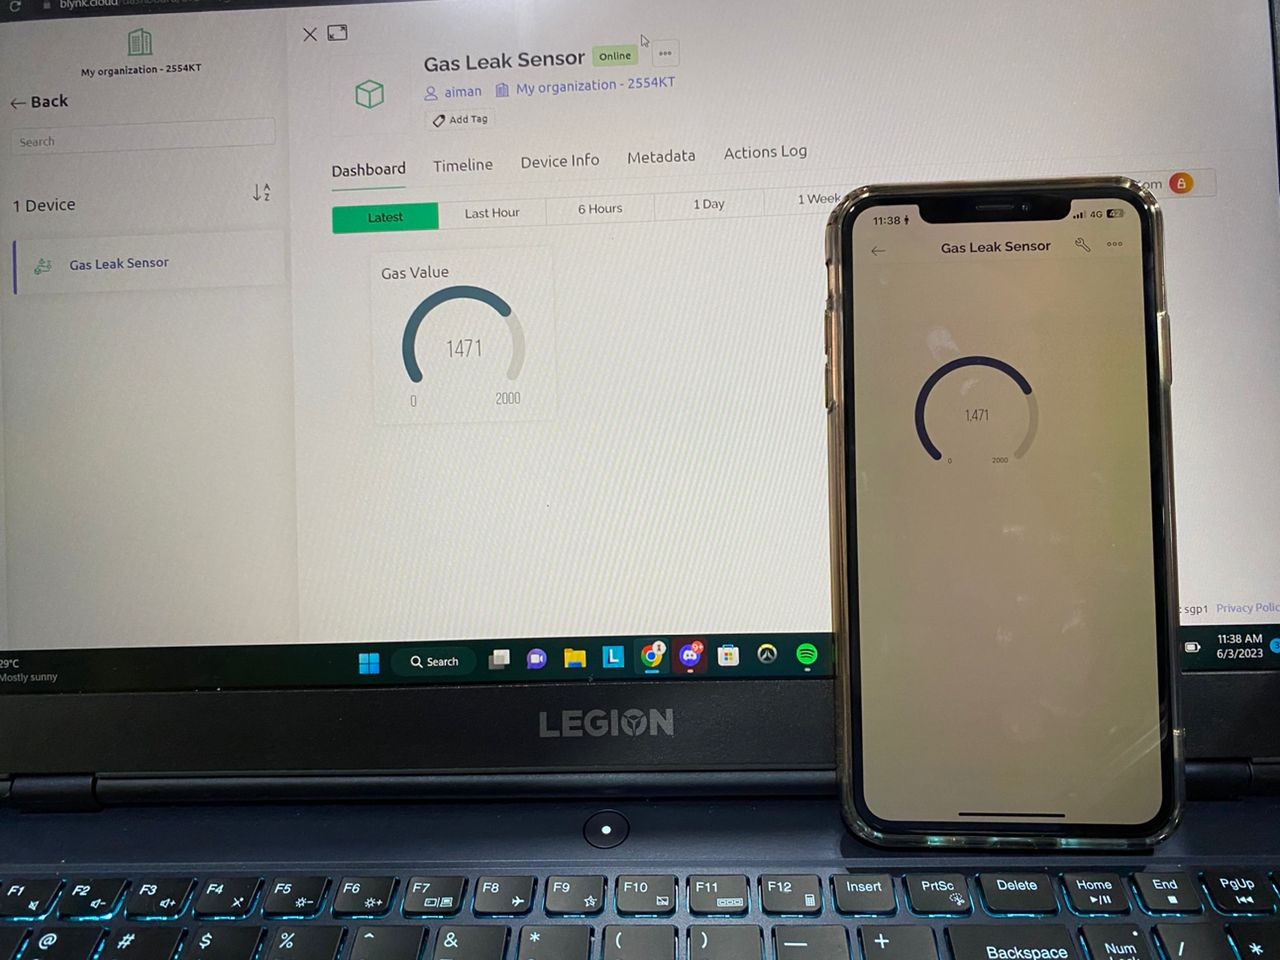 blynk.cloud
My organization - 2554KT
← Back
Search
1 Device
Gas Leak Sensor
Gas Leak Sensor
Online
aiman
My organization - 2554KT
Add Tag
Dashboard
Timeline
Device Info
Metadata
Actions Log
Latest
Last Hour
6 Hours
1 Day
1 Week
Gas Value
1471
0
2000
sgp1
Privacy
11:38
4G
42
Gas Leak Sensor
1,471
0
2000
29°C
Mostly sunny
Search
11:38 AM
6/3/2023
LEGION
F1
F2
F3
F4
F5
F6
F7
F8
F9
F10
F11
F12
Insert
PrtSc
Delete
Home
End
PgUp
@
#
$
%
^
&
*
(
)
—
+
Backspace
Num
/
*